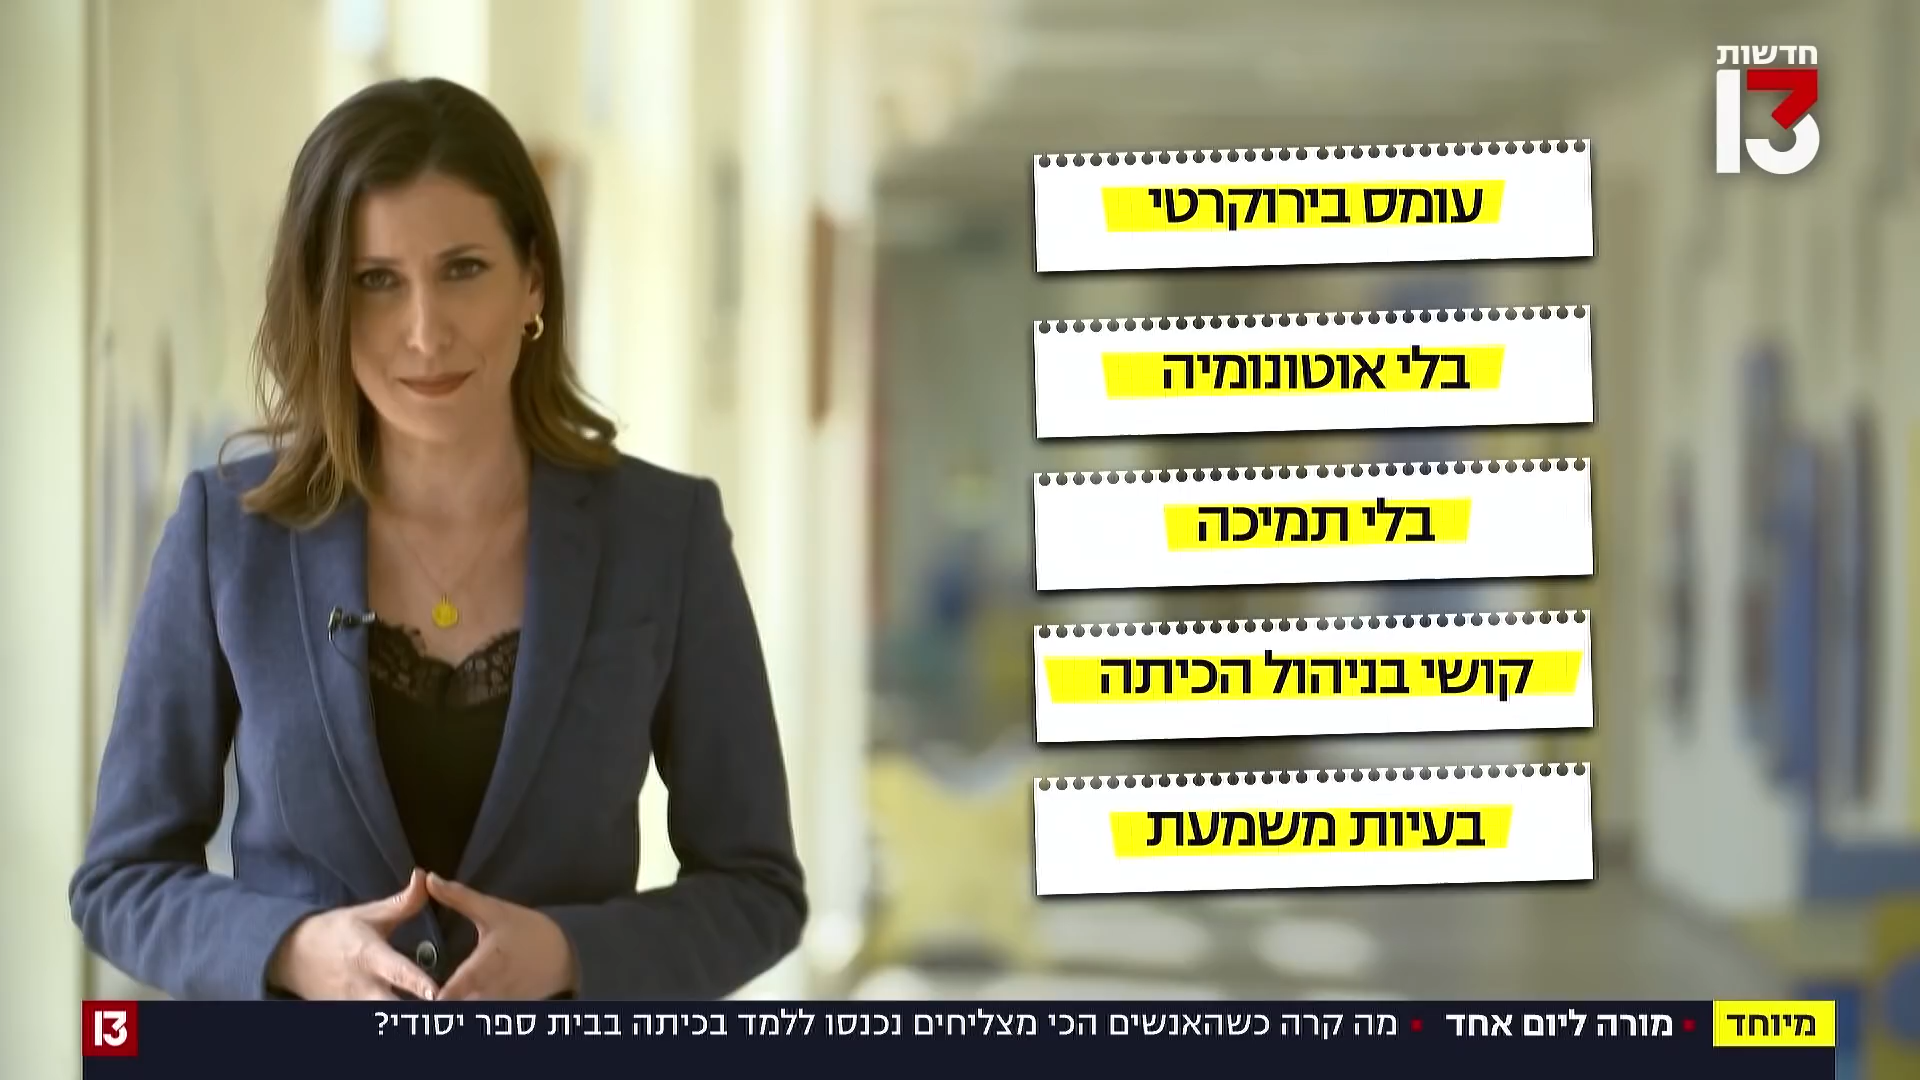 חדשות
13
עומס בירוקרטי
בלי אוטונומיה
בלי תמיכה
קושי בניהול הכיתה
בעיות משמעת
מיוחד ▪ מורה ליום אחד ▪ מה קרה כשהאנשים הכי מצליחים נכנסו ללמד בכיתה בבית ספר יסודי?
13